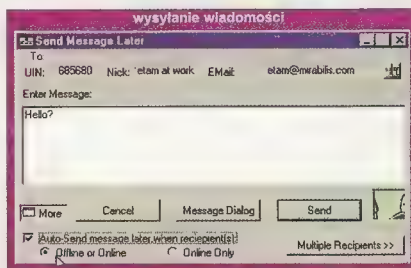 wysyłanie wiadomości
Send Message Later
To
UIN: 685680 Nick: etam at work EMail: etam@mirabilis.com
Enter Message:
Hello?
More Cancel Message Dialog Send
Auto-Send message later, when recipient(s):
Offline or Online Online Only Multiple Recipients >>